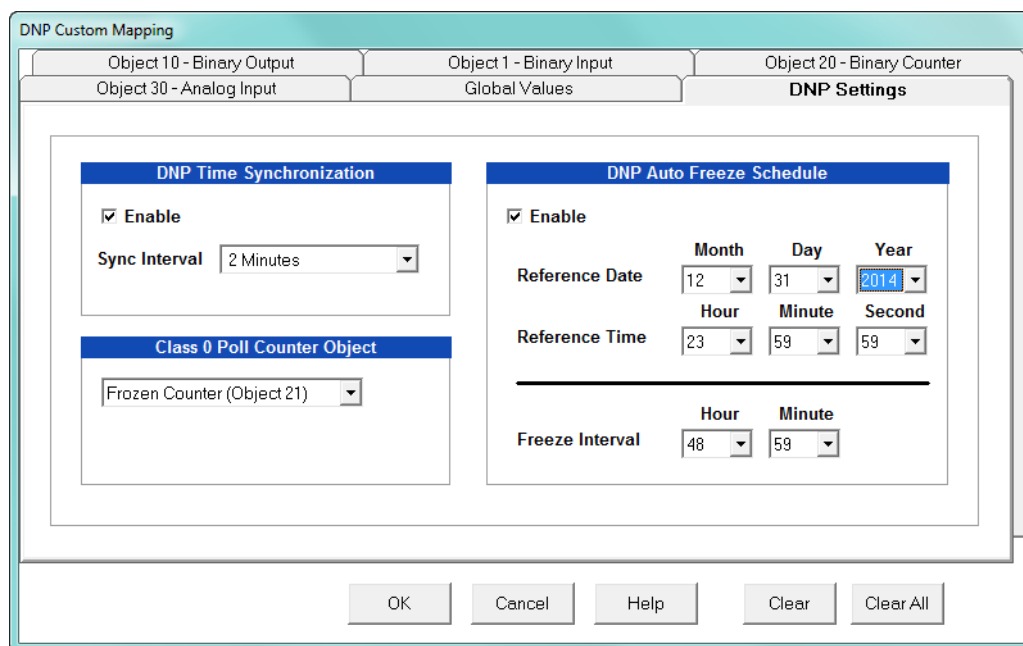 DNP Custom Mapping
Object 10 - Binary Output
Object 1 - Binary Input
Object 20 - Binary Counter
Object 30 - Analog Input
Global Values
DNP Settings
DNP Time Synchronization
Enable
Sync Interval 2 Minutes
Class 0 Poll Counter Object
Frozen Counter (Object 21)
DNP Auto Freeze Schedule
Enable
Month Day Year
Reference Date 12 31 2014
Hour Minute Second
Reference Time 23 59 59
Hour Minute
Freeze Interval 48 59
OK Cancel Help Clear Clear All